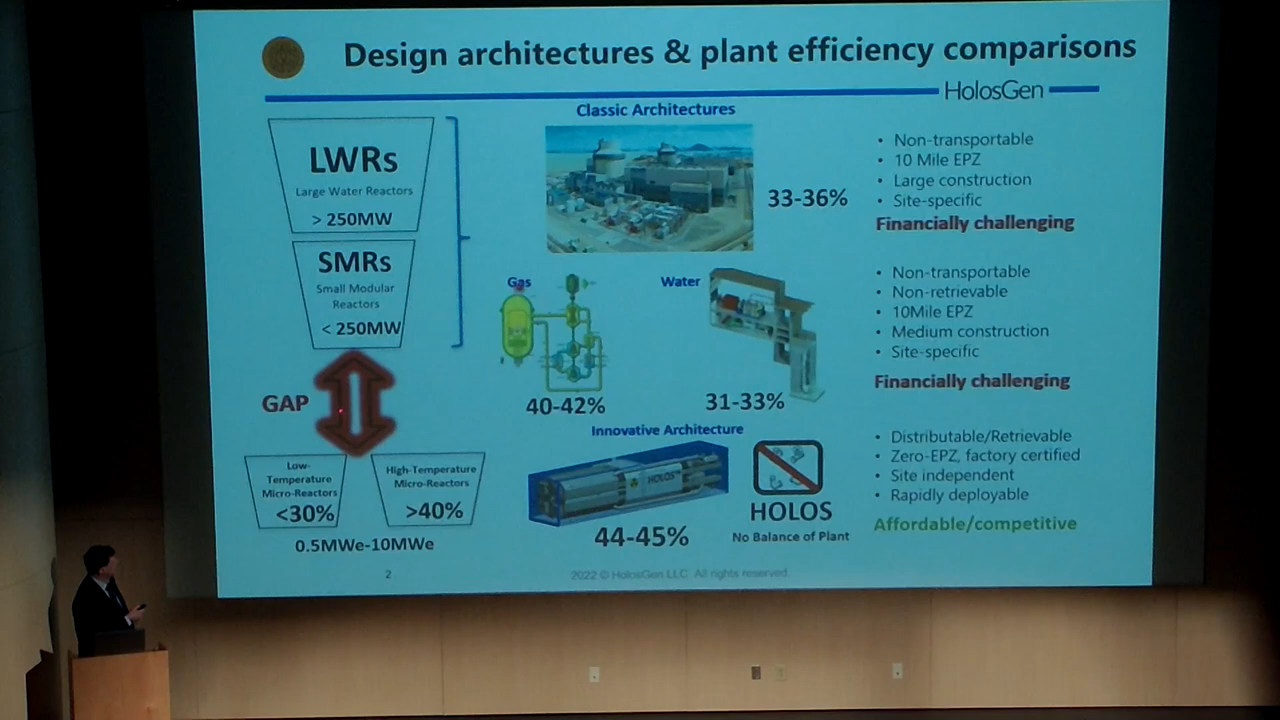 Design architectures & plant efficiency comparisons
HolosGen
Classic Architectures
LWRs
Large Water Reactors
> 250MW
SMRs
Small Modular
Reactors
< 250MW
33-36%
• Non-transportable
• 10 Mile EPZ
• Large construction
• Site-specific
Financially challenging
Gas
Water
40-42%
31-33%
• Non-transportable
• Non-retrievable
• 10Mile EPZ
• Medium construction
• Site-specific
Financially challenging
GAP
Low-
Temperature
Micro-Reactors
<30%
High-Temperature
Micro-Reactors
>40%
0.5MWe-10MWe
Innovative Architecture
HOLOS
44-45%
HOLOS
No Balance of Plant
• Distributable/Retrievable
• Zero-EPZ, factory certified
• Site independent
• Rapidly deployable
Affordable/competitive
2
2022 © HolosGen LLC. All rights reserved